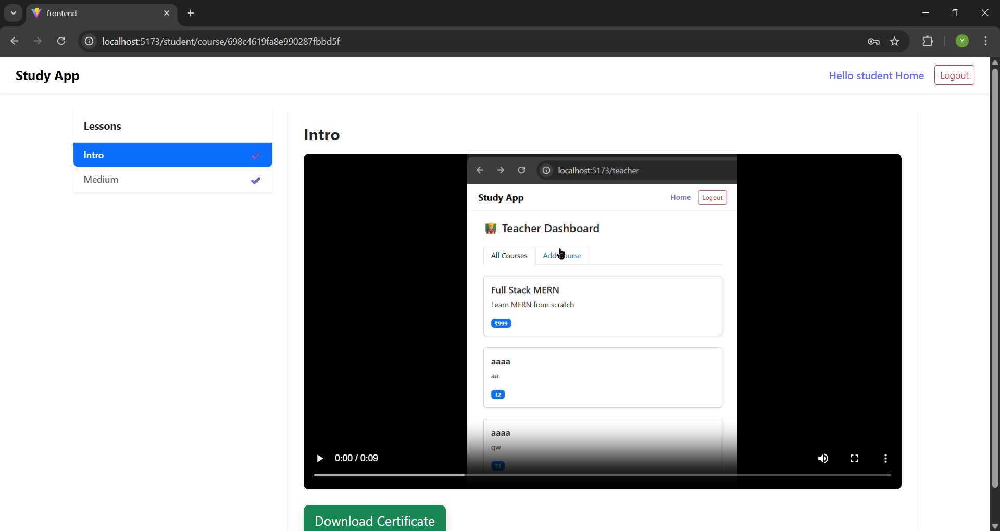 frontend
localhost:5173/student/course/698c4619fa8e990287fbbd5f
Y
Study App
Hello student Home
Logout
Lessons
Intro
Medium
Intro
localhost:5173/teacher
Study App
Home
Logout
Teacher Dashboard
All Courses
Add Course
Full Stack MERN
Learn MERN from scratch
₹999
aaaa
aa
₹2
aaaa
qw
₹1
0:00 / 0:09
Download Certificate